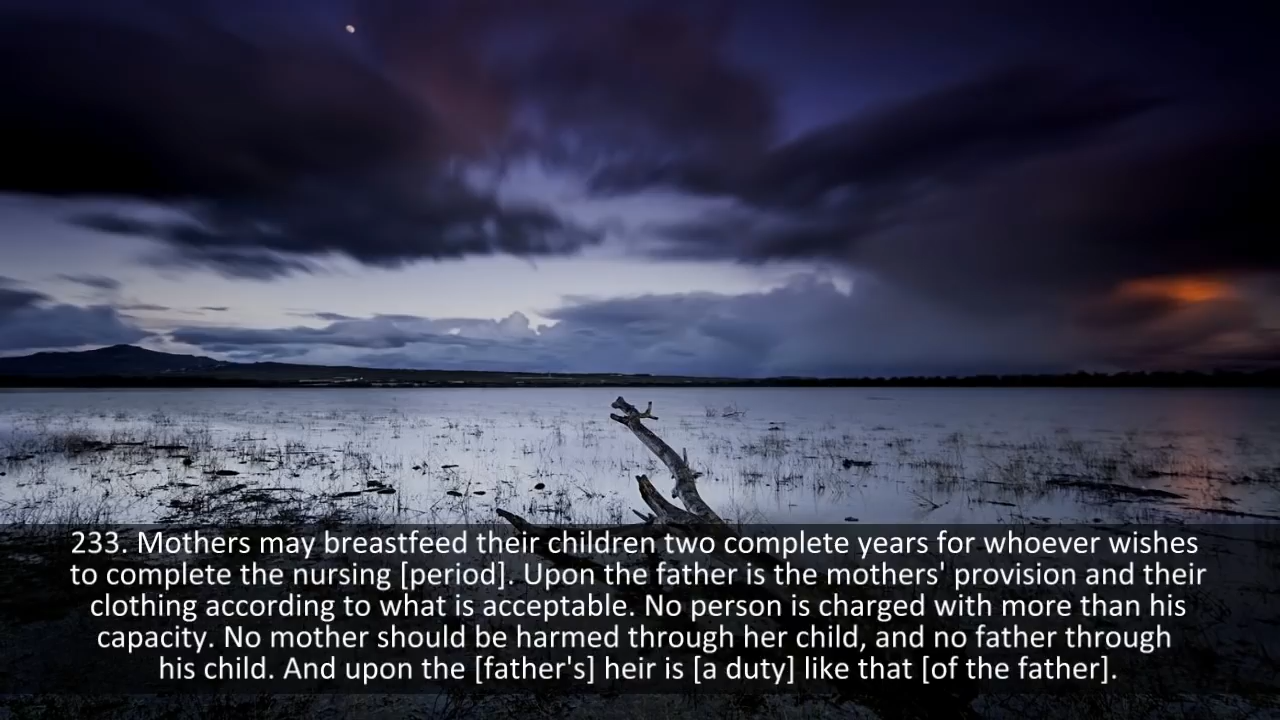 233. Mothers may breastfeed their children two complete years for whoever wishes
to complete the nursing [period]. Upon the father is the mothers' provision and their
clothing according to what is acceptable. No person is charged with more than his
capacity. No mother should be harmed through her child, and no father through
his child. And upon the [father's] heir is [a duty] like that [of the father].